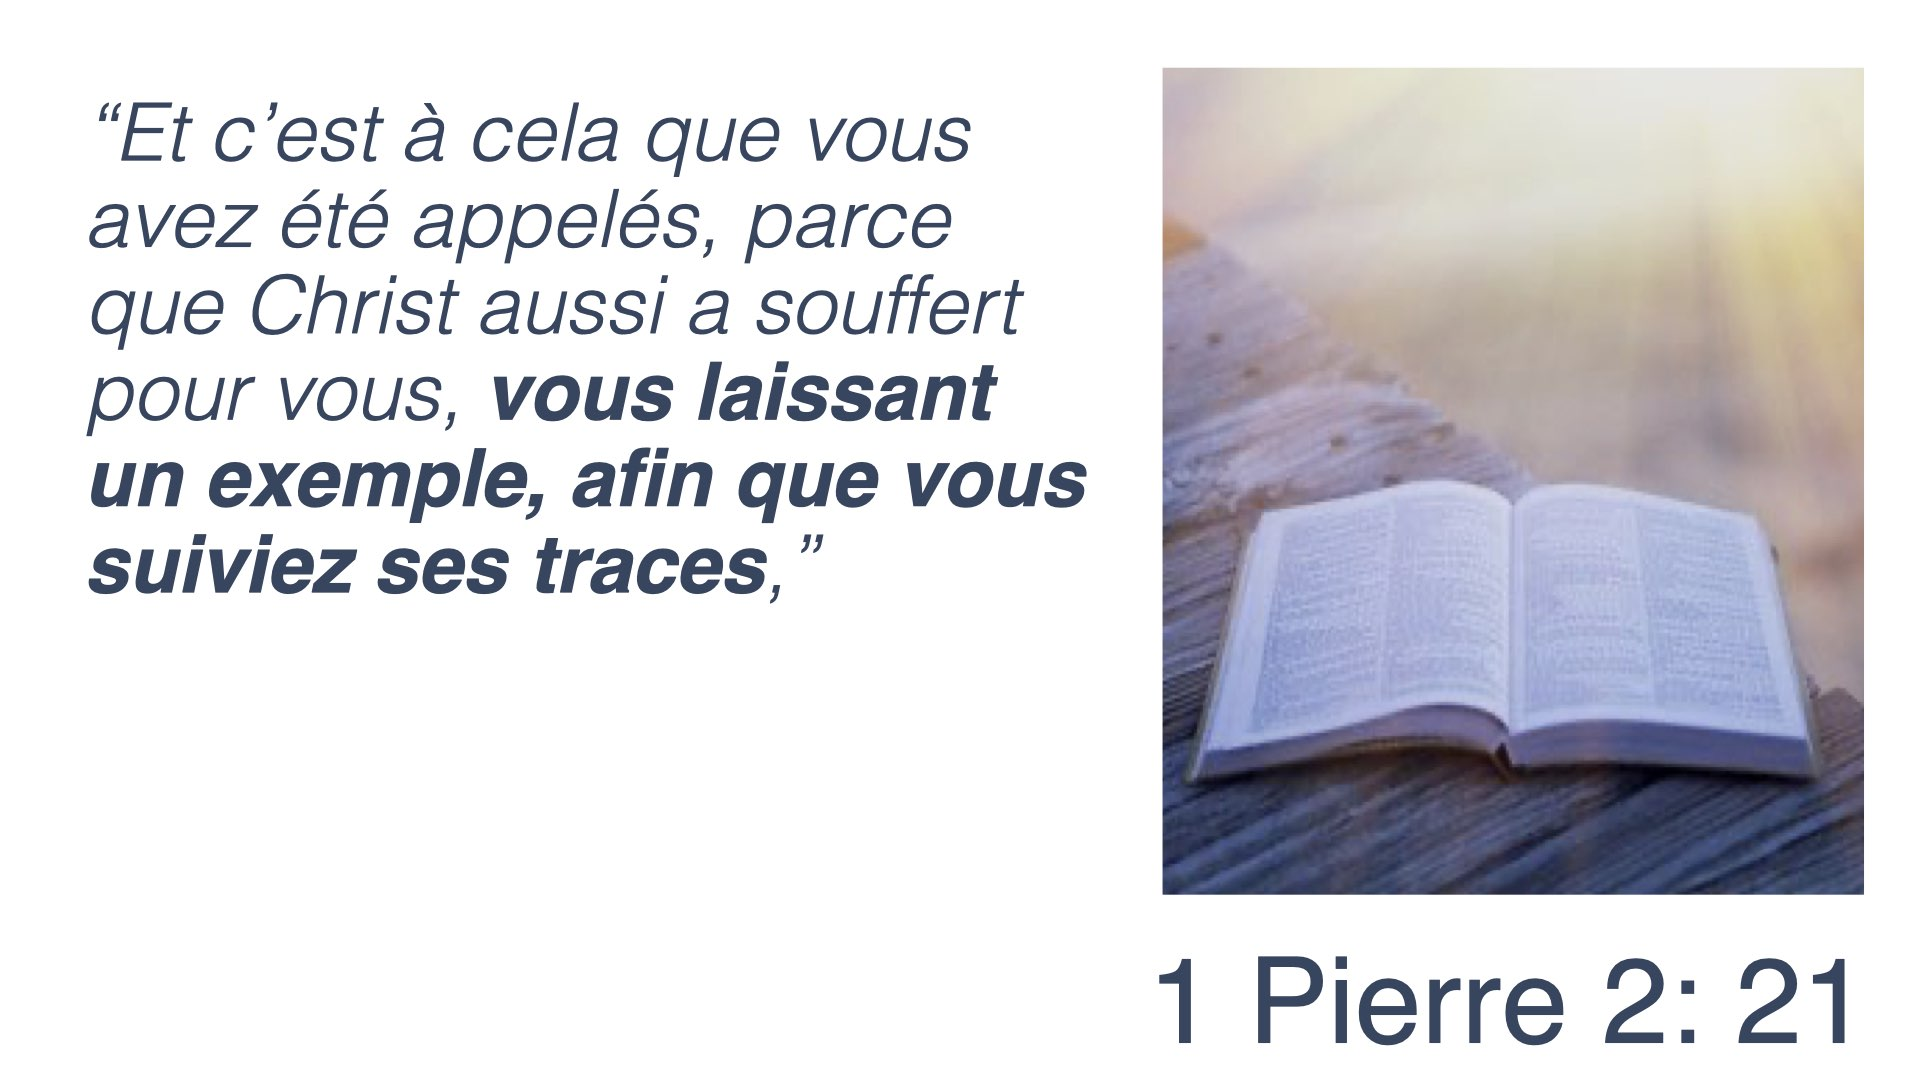 “Et c’est à cela que vous
avez été appelés, parce
que Christ aussi a souffert
pour vous, vous laissant
un exemple, afin que vous
suiviez ses traces,”
1 Pierre 2: 21